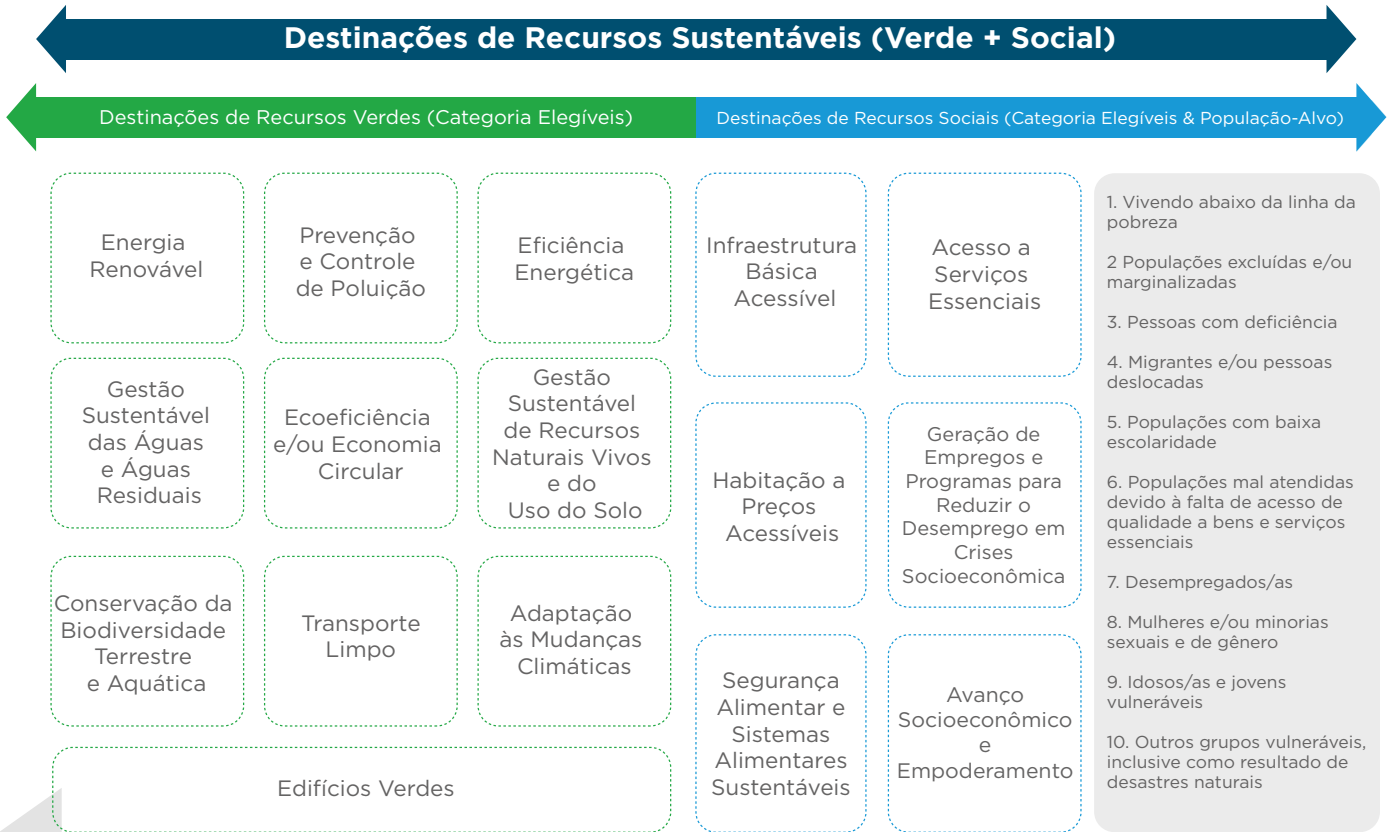 Destinações de Recursos Sustentáveis (Verde + Social)
Destinações de Recursos Verdes (Categoria Elegíveis)
Destinações de Recursos Sociais (Categoria Elegíveis & População-Alvo)
Energia
Renovável
Prevenção
e Controle
de Poluição
Eficiência
Energética
Gestão
Sustentável
das Águas
e Águas
Residuais
Ecoeficiência
e/ou Economia
Circular
Gestão
Sustentável
de Recursos
Naturais Vivos
e do
Uso do Solo
Conservação da
Biodiversidade
Terrestre
e Aquática
Transporte
Limpo
Adaptação
às Mudanças
Climáticas
Edifícios Verdes
Infraestrutura
Básica
Acessível
Acesso a
Serviços
Essenciais
Habitação a
Preços
Acessíveis
Geração de
Empregos e
Programas para
Reduzir o
Desemprego em
Crises
Socioeconômica
Segurança
Alimentar e
Sistemas
Alimentares
Sustentáveis
Avanço
Socioeconômico
e
Empoderamento
1. Vivendo abaixo da linha da
pobreza
2 Populações excluídas e/ou
marginalizadas
3. Pessoas com deficiência
4. Migrantes e/ou pessoas
deslocadas
5. Populações com baixa
escolaridade
6. Populações mal atendidas
devido à falta de acesso de
qualidade a bens e serviços
essenciais
7. Desempregados/as
8. Mulheres e/ou minorias
sexuais e de gênero
9. Idosos/as e jovens
vulneráveis
10. Outros grupos vulneráveis,
inclusive como resultado de
desastres naturais